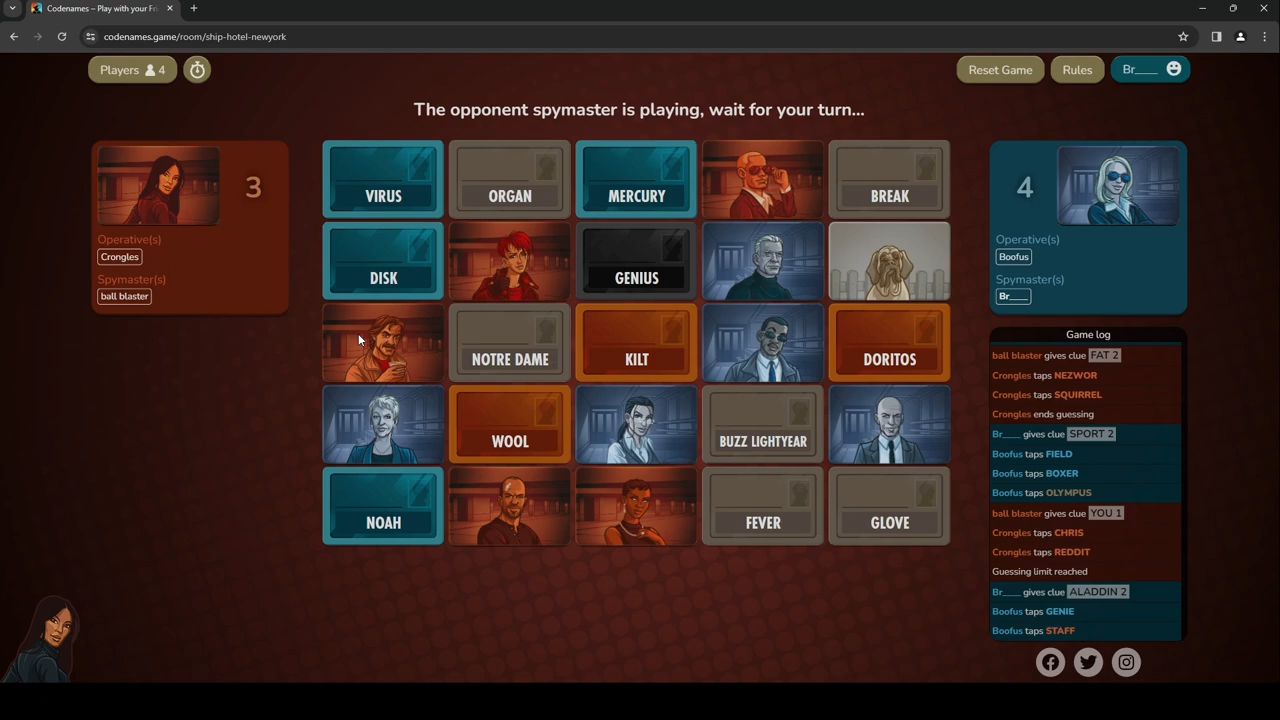 Codenames – Play with your Fri
codenames.game/room/ship-hotel-newyork
Players 4
Reset Game
Rules
Br____
The opponent spymaster is playing, wait for your turn...
3
Operative(s)
Crongles
Spymaster(s)
ball blaster
VIRUS
ORGAN
MERCURY
BREAK
DISK
GENIUS
NOTRE DAME
KILT
DORITOS
WOOL
BUZZ LIGHTYEAR
NOAH
FEVER
GLOVE
4
Operative(s)
Boofus
Spymaster(s)
Br____
Game log
ball blaster gives clue FAT 2
Crongles taps NEZWOR
Crongles taps SQUIRREL
Crongles ends guessing
Br____ gives clue SPORT 2
Boofus taps FIELD
Boofus taps BOXER
Boofus taps OLYMPUS
ball blaster gives clue YOU 1
Crongles taps CHRIS
Crongles taps REDDIT
Guessing limit reached
Br____ gives clue ALADDIN 2
Boofus taps GENIE
Boofus taps STAFF